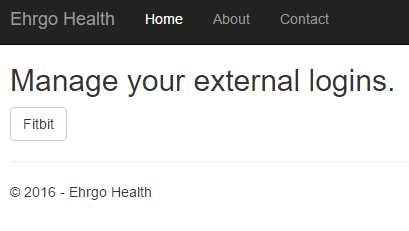 Ehrgo Health Home About Contact
Manage your external logins.
Fitbit
© 2016 - Ehrgo Health